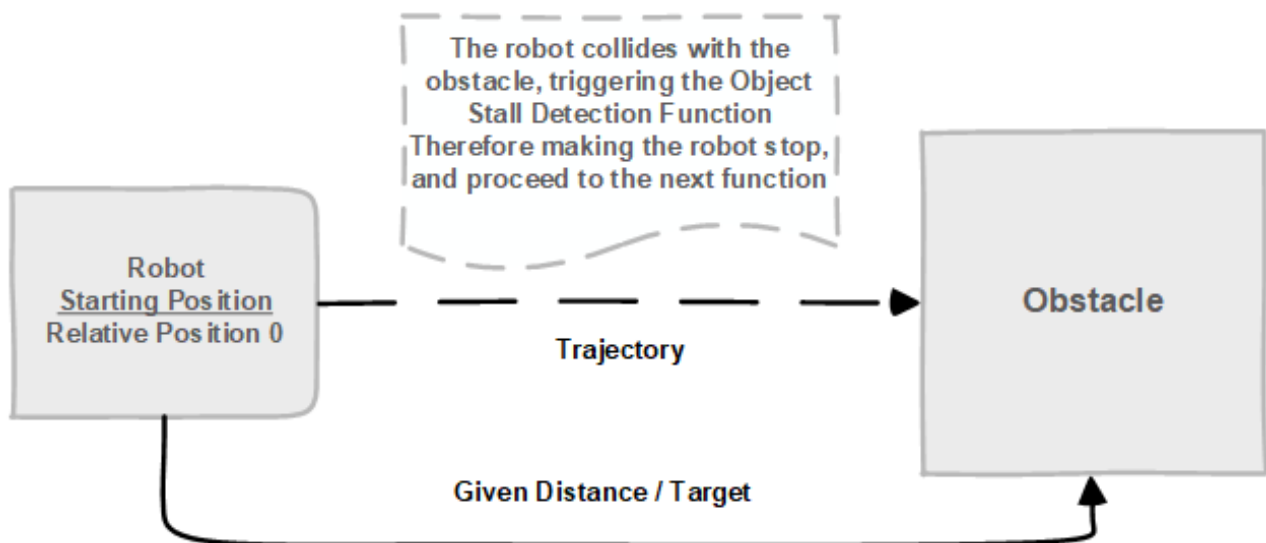 The robot collides with the
obstacle, triggering the Object
Stall Detection Function
Therefore making the robot stop,
and proceed to the next function
Robot
Starting Position
Relative Position 0
Obstacle
Trajectory
Given Distance / Target